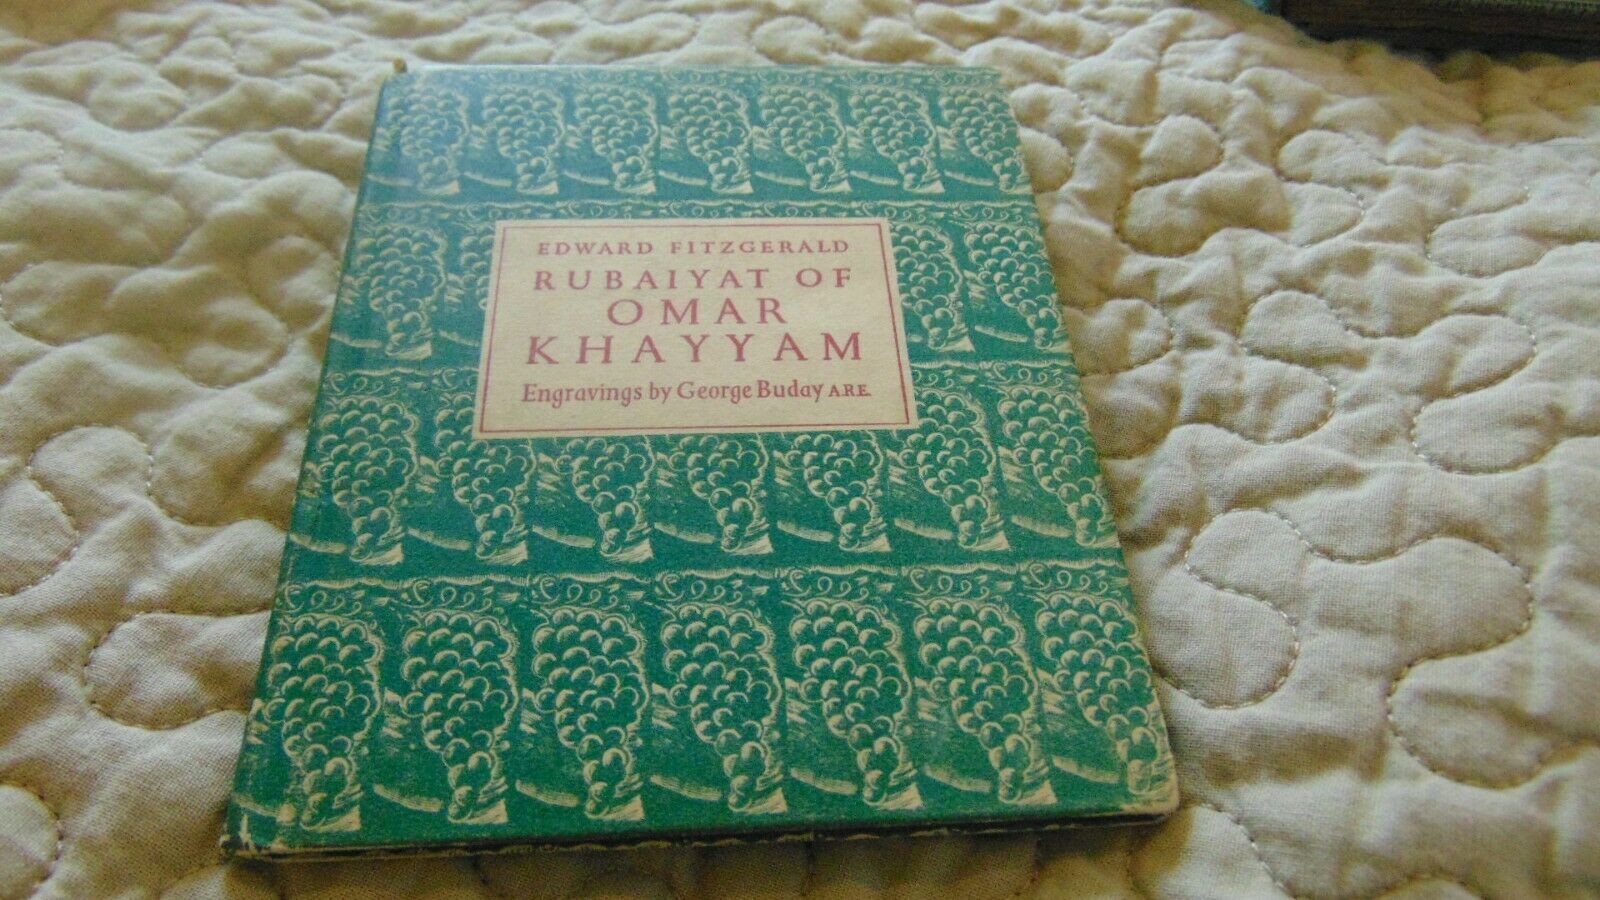 EDWARD FITZGERALD
RUBAIYAT OF
OMAR
KHAYYAM
Engravings by George Buday A.R.E.